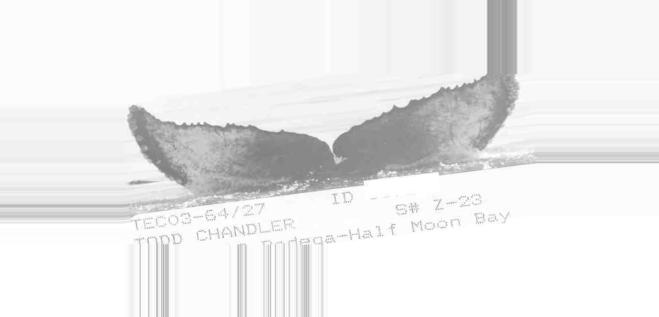 TEC03-64/27 ID ---- S# Z-23
TODD CHANDLER Bodega-Half Moon Bay